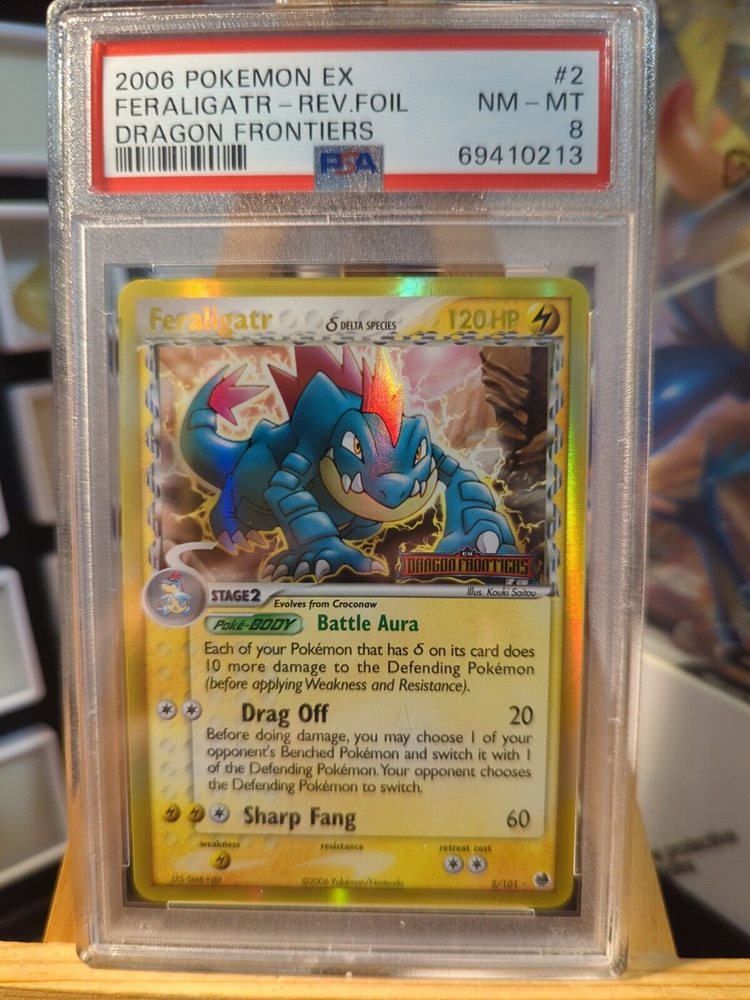 2006 POKEMON EX #2
FERALIGATR - REV.FOIL NM - MT
DRAGON FRONTIERS 8
PSA 69410213
Feraligatr δ DELTA SPECIES 120 HP
EX
DRAGON FRONTIERS
STAGE2 Illus. Kouki Saitou
Evolves from Croconaw
Poké-BODY Battle Aura
Each of your Pokémon that has δ on its card does
10 more damage to the Defending Pokémon
(before applying Weakness and Resistance).
Drag Off 20
Before doing damage, you may choose 1 of your
opponent's Benched Pokémon and switch it with 1
of the Defending Pokémon. Your opponent chooses
the Defending Pokémon to switch.
Sharp Fang 60
weakness resistance retreat cost
©2006 Pokémon/Nintendo 2/101